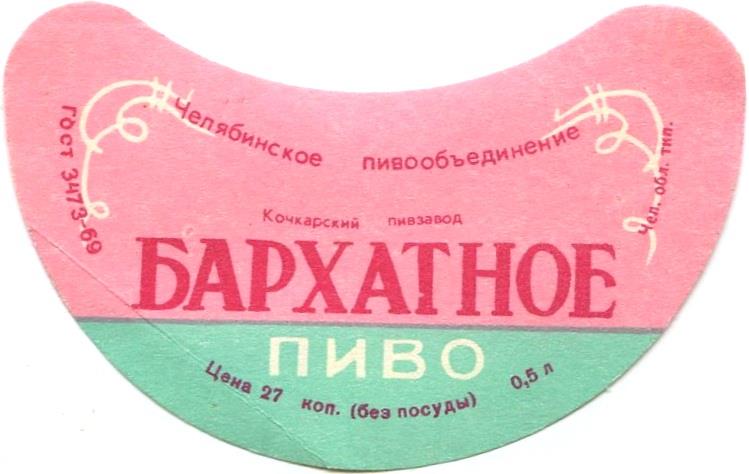 Челябинское пивообъединение
ГОСТ 3473-69
Чел. обл. тип.
Кочкарский пивзавод
БАРХАТНОЕ
ПИВО
Цена 27 коп. (без посуды) 0,5 л